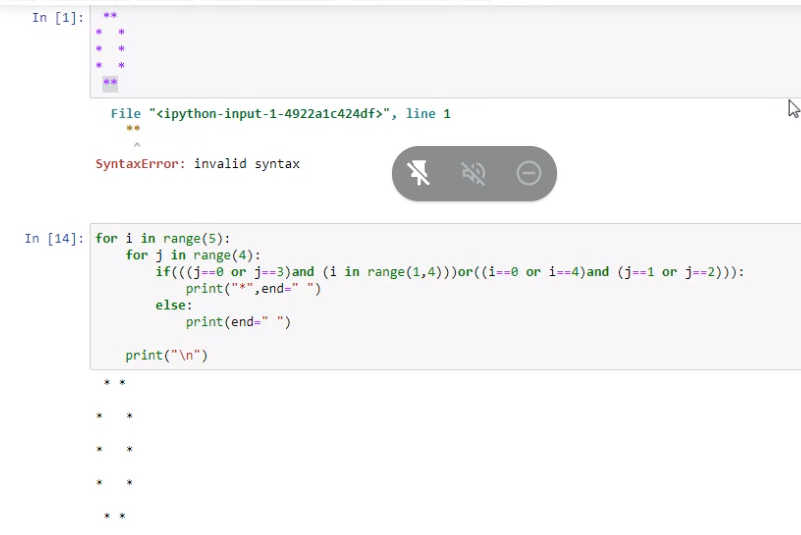 In [1]:  **
*  *
*  *
*  *
 **
  File "<ipython-input-1-4922a1c424df>", line 1
    **
     ^
SyntaxError: invalid syntax
In [14]: for i in range(5):
    for j in range(4):
        if(((j==0 or j==3)and (i in range(1,4)))or((i==0 or i==4)and (j==1 or j==2))):
            print("*",end=" ")
        else:
            print(end=" ")
    print("\n")
 * *
*   *
*   *
*   *
 * *